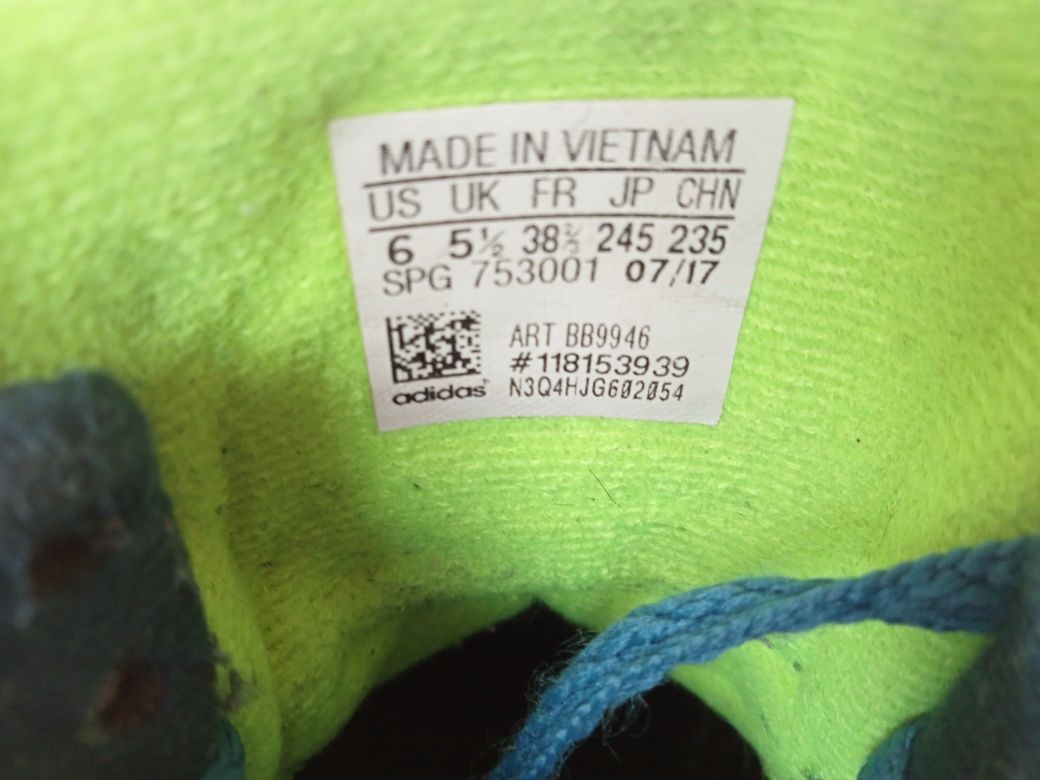 MADE IN VIETNAM
US UK FR JP CHN
6 5½ 38⅔ 245 235
SPG 753001 07/17
ART BB9946
#118153939
adidas N3Q4HJG602054